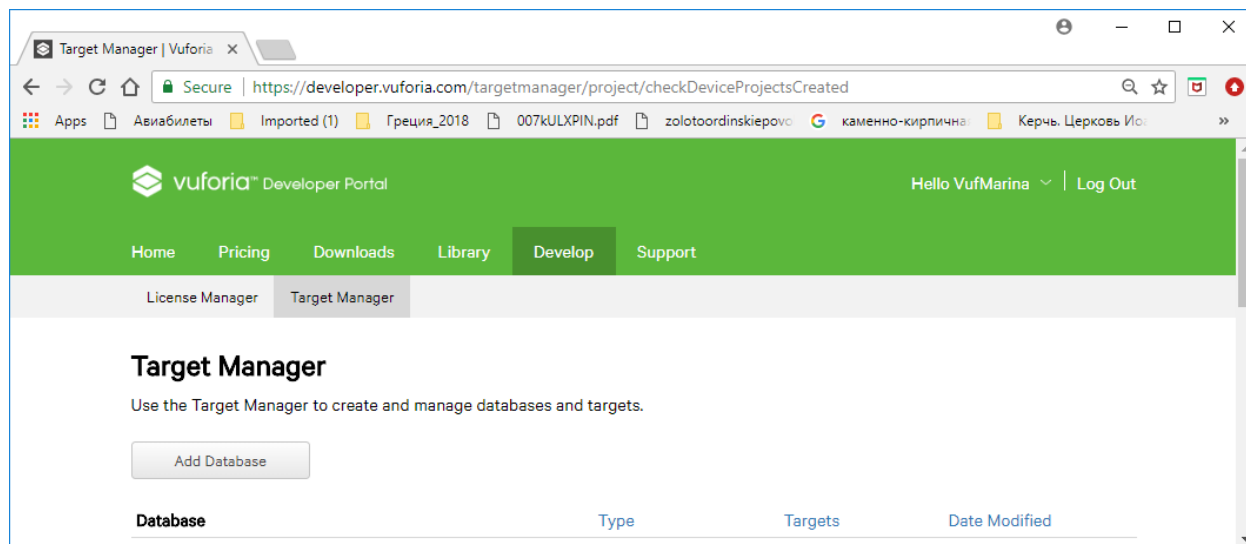 Target Manager | Vuforia
Secure https://developer.vuforia.com/targetmanager/project/checkDeviceProjectsCreated
Apps Авиабилеты Imported (1) Греция_2018 007kULXPIN.pdf zolotoordinskiepovo каменно-кирпична Керчь. Церковь Ио »
vuforia™ Developer Portal Hello VufMarina Log Out
Home Pricing Downloads Library Develop Support
License Manager Target Manager
Target Manager
Use the Target Manager to create and manage databases and targets.
Add Database
Database Type Targets Date Modified